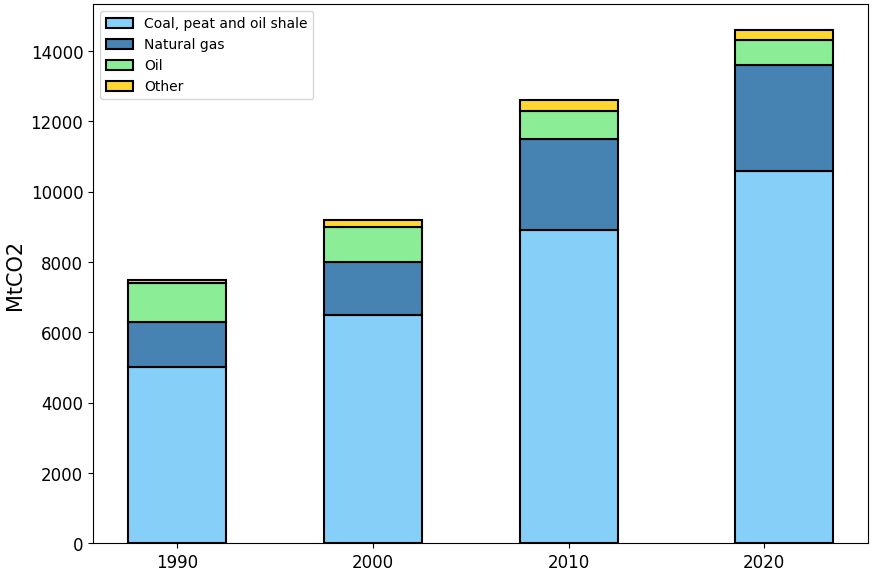 Coal, peat and oil shale
Natural gas
Oil
Other
MtCO2
14000
12000
10000
8000
6000
4000
2000
0
1990 2000 2010 2020